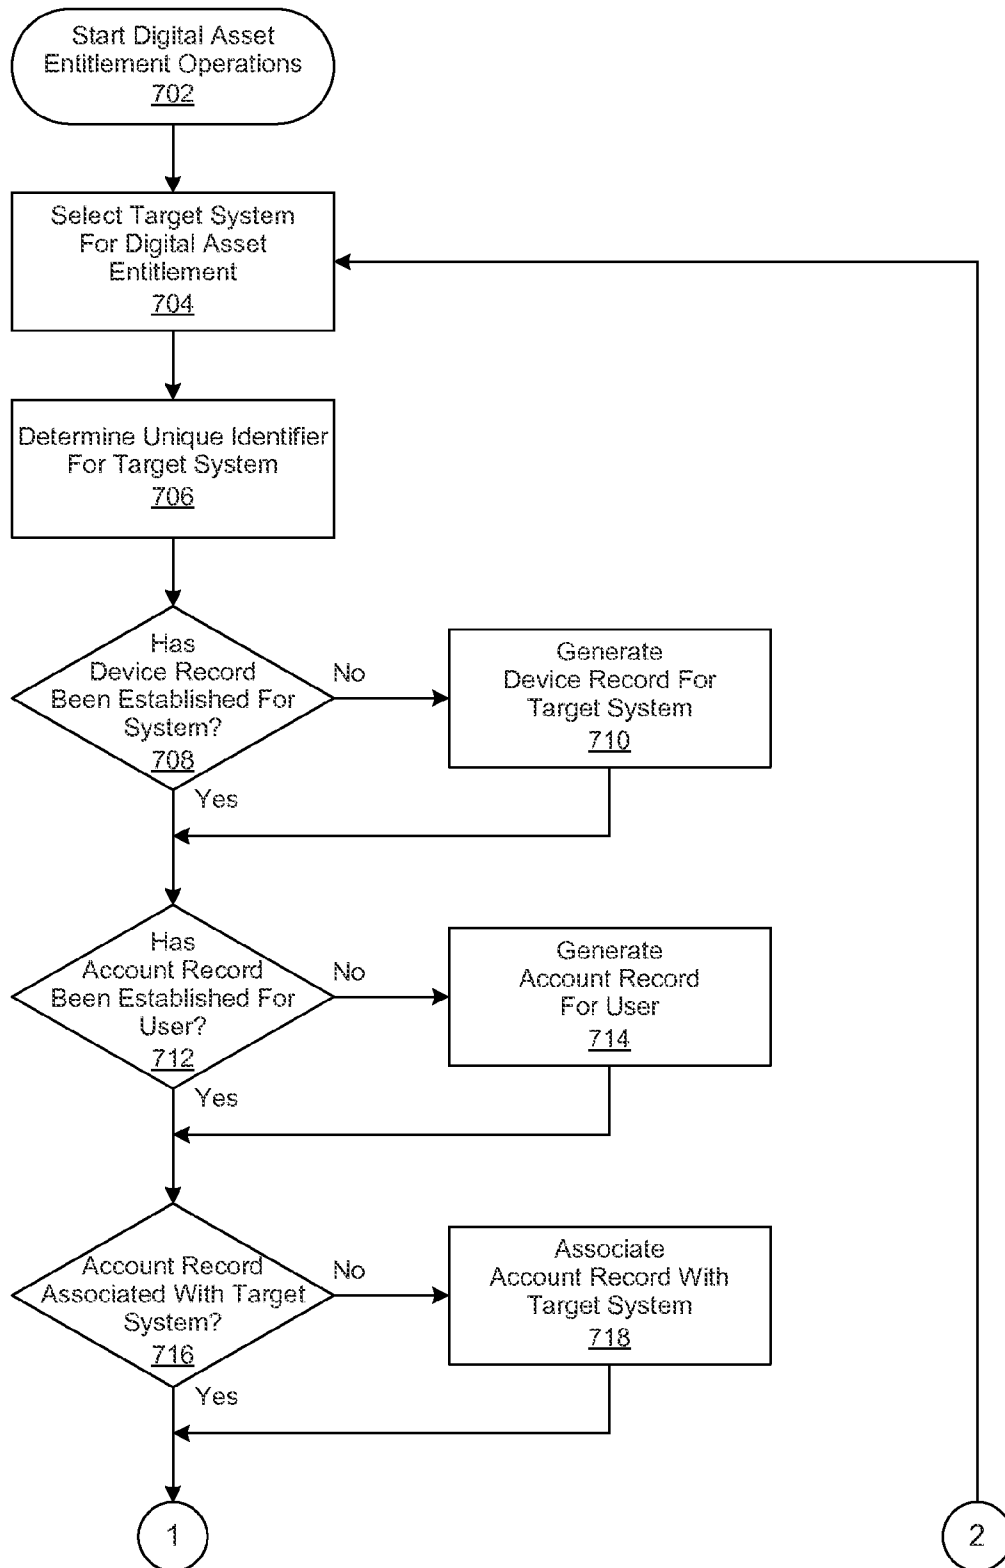 Start Digital Asset
Entitlement Operations
702
Select Target System
For Digital Asset
Entitlement
704
Determine Unique Identifier
For Target System
706
Has
Device Record
Been Established For
System?
708
No
Yes
Generate
Device Record For
Target System
710
Has
Account Record
Been Established For
User?
712
No
Yes
Generate
Account Record
For User
714
Account Record
Associated With Target
System?
716
No
Yes
Associate
Account Record With
Target System
718
1
2